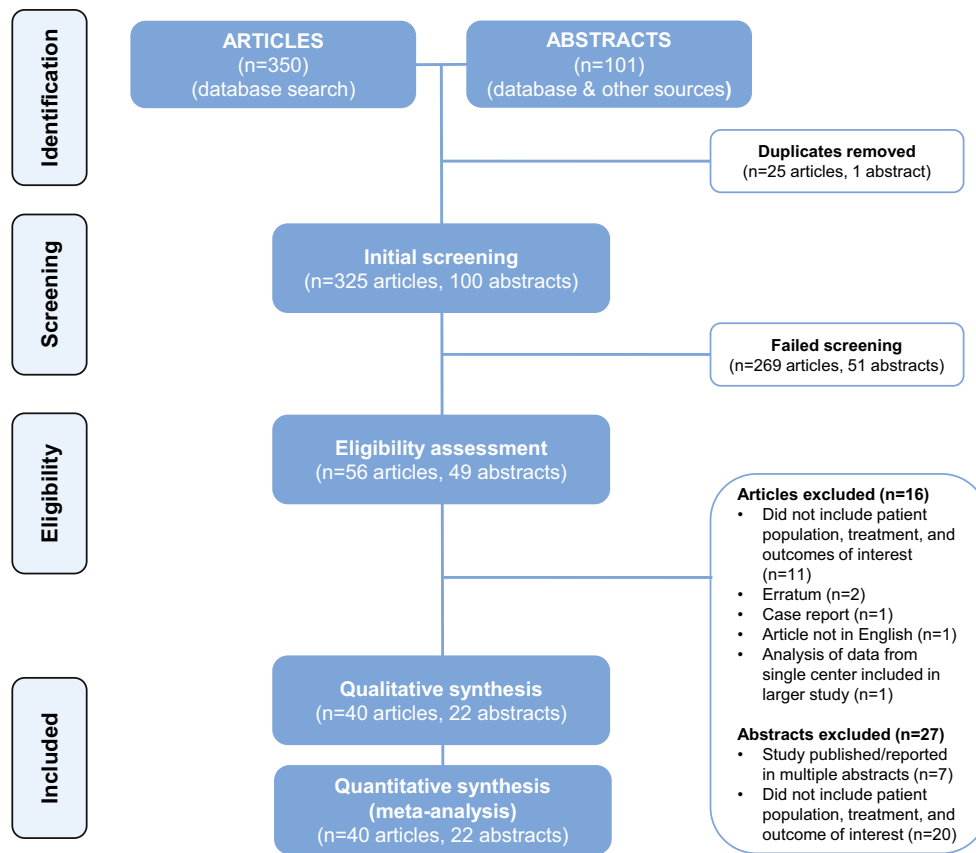 Identification
ARTICLES
(n=350)
(database search)
ABSTRACTS
(n=101)
(database & other sources)
Duplicates removed
(n=25 articles, 1 abstract)
Screening
Initial screening
(n=325 articles, 100 abstracts)
Failed screening
(n=269 articles, 51 abstracts)
Eligibility
Eligibility assessment
(n=56 articles, 49 abstracts)
Articles excluded (n=16)
• Did not include patient
population, treatment, and
outcomes of interest
(n=11)
• Erratum (n=2)
• Case report (n=1)
• Article not in English (n=1)
• Analysis of data from
single center included in
larger study (n=1)
Abstracts excluded (n=27)
• Study published/reported
in multiple abstracts (n=7)
• Did not include patient
population, treatment, and
outcome of interest (n=20)
Included
Qualitative synthesis
(n=40 articles, 22 abstracts)
Quantitative synthesis
(meta-analysis)
(n=40 articles, 22 abstracts)